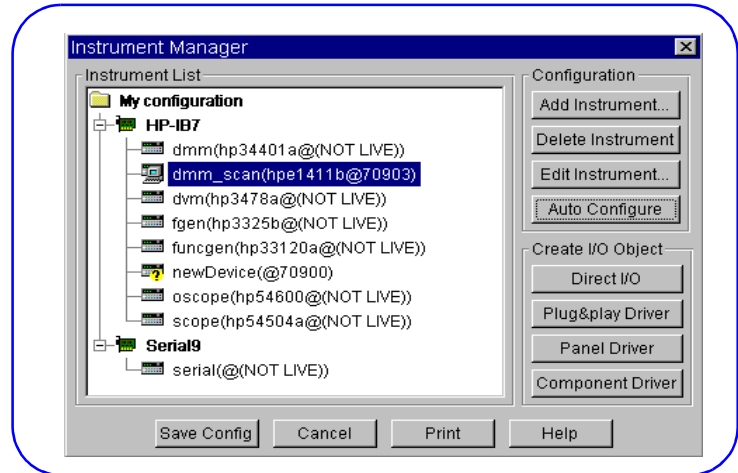 Instrument Manager
Instrument List
My configuration
HP-IB7
dmm(hp34401a@(NOT LIVE))
dmm_scan(hpe1411b@70903)
dvm(hp3478a@(NOT LIVE))
fgen(hp3325b@(NOT LIVE))
funcgen(hp33120a@(NOT LIVE))
newDevice(@70900)
oscope(hp54600@(NOT LIVE))
scope(hp54504a@(NOT LIVE))
Serial9
serial(@(NOT LIVE))
Configuration
Add Instrument...
Delete Instrument
Edit Instrument...
Auto Configure
Create I/O Object
Direct I/O
Plug&play Driver
Panel Driver
Component Driver
Save Config
Cancel
Print
Help